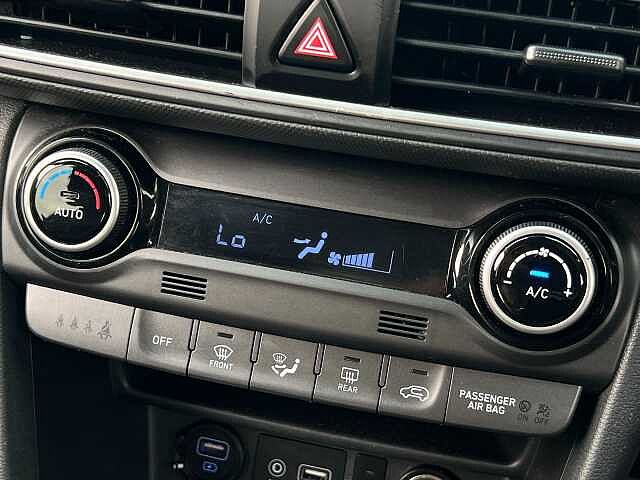 A/C
Lo
AUTO
- A/C +
OFF
FRONT
REAR
PASSENGER
AIR BAG
ON OFF